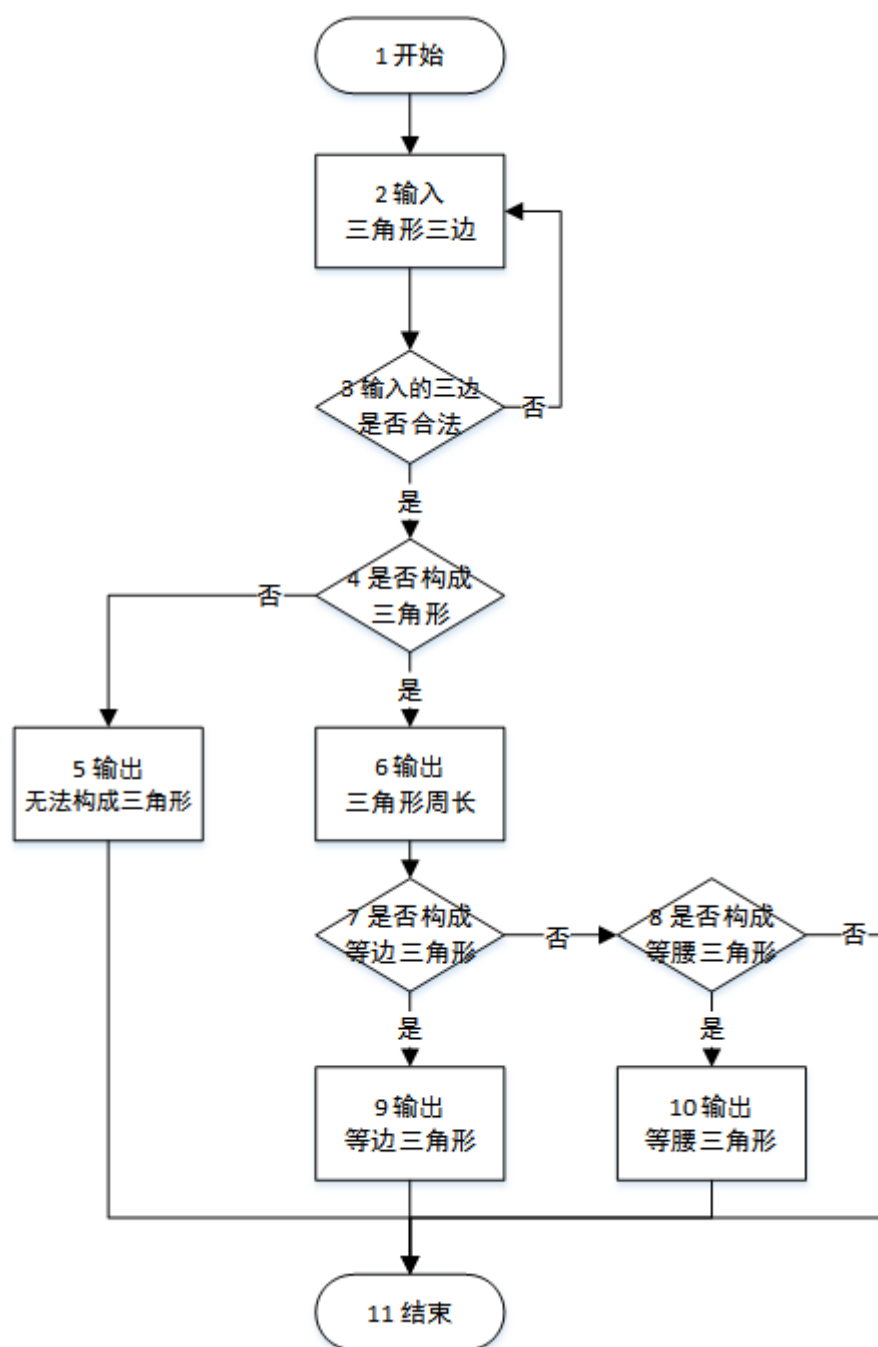 1 开始
2 输入
三角形三边
3 输入的三边
是否合法
否
是
4 是否构成
三角形
否
是
5 输出
无法构成三角形
6 输出
三角形周长
7 是否构成
等边三角形
否
8 是否构成
等腰三角形
否
是
是
9 输出
等边三角形
10 输出
等腰三角形
11 结束